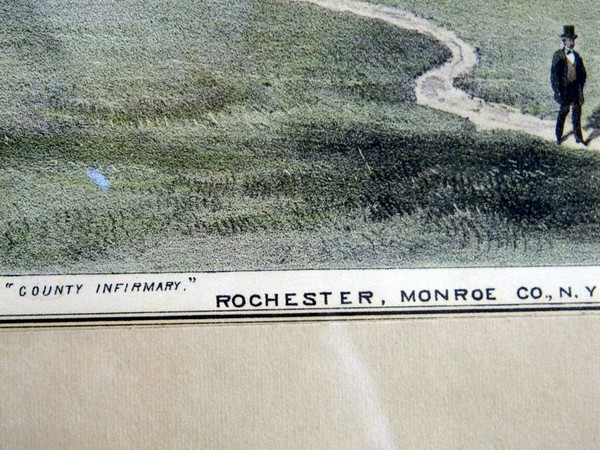 "COUNTY INFIRMARY."
ROCHESTER, MONROE CO., N.Y